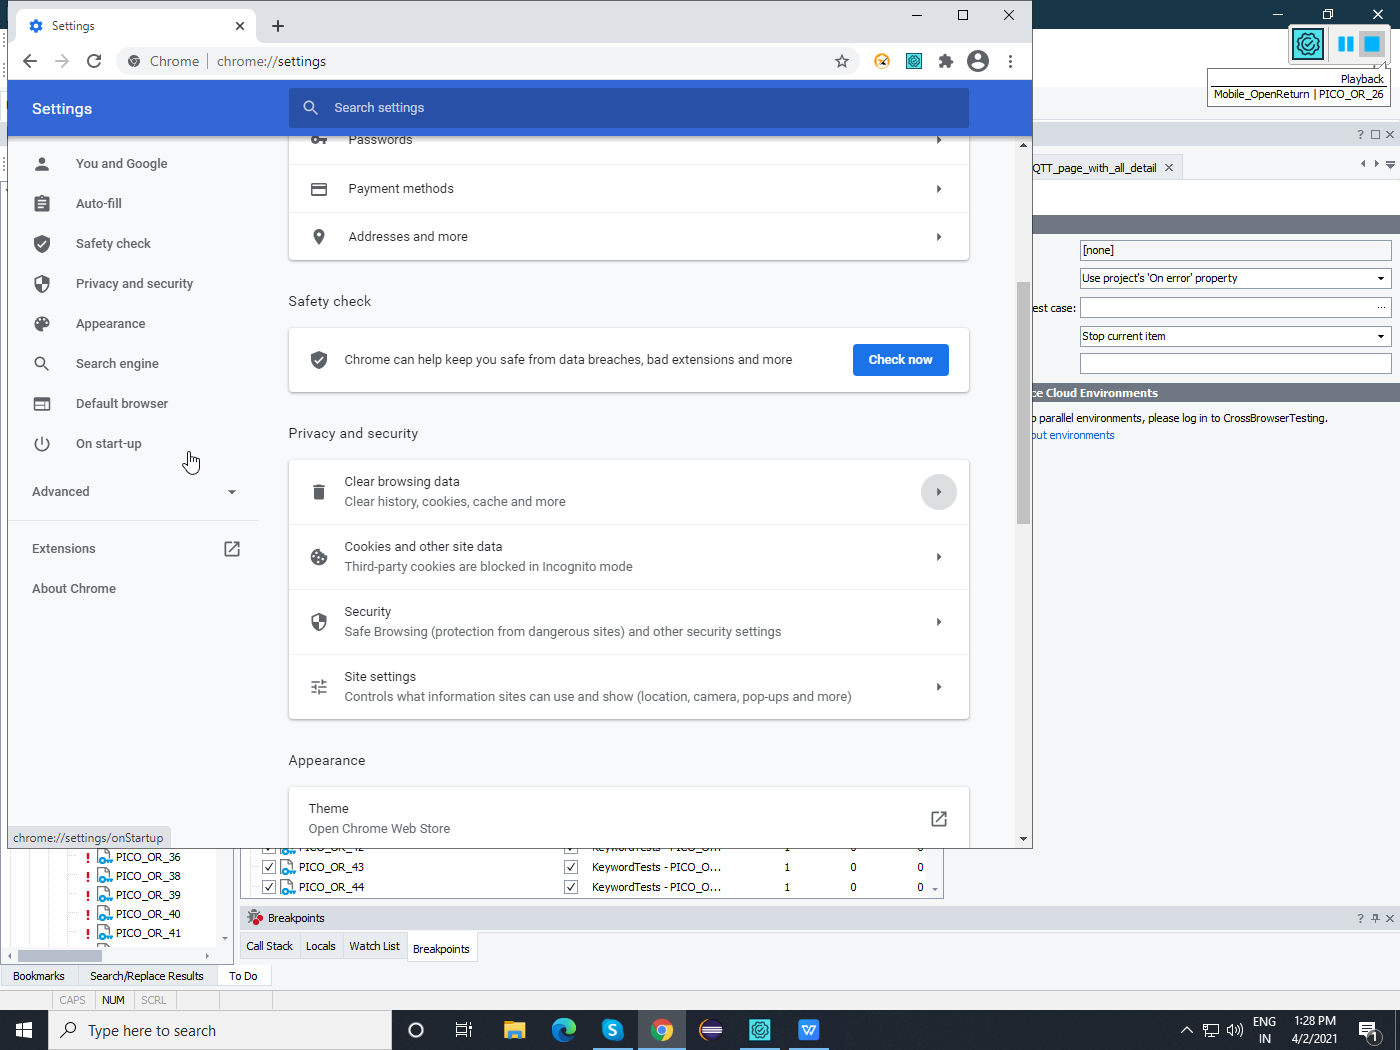 Settings
Chrome
chrome://settings
Playback
Mobile_OpenReturn | PICO_OR_26
Settings
Search settings
You and Google
Auto-fill
Safety check
Privacy and security
Appearance
Search engine
Default browser
On start-up
Advanced
Extensions
About Chrome
Passwords
Payment methods
Addresses and more
Safety check
Chrome can help keep you safe from data breaches, bad extensions and more
Check now
Privacy and security
Clear browsing data
Clear history, cookies, cache and more
Cookies and other site data
Third-party cookies are blocked in Incognito mode
Security
Safe Browsing (protection from dangerous sites) and other security settings
Site settings
Controls what information sites can use and show (location, camera, pop-ups and more)
Appearance
Theme
Open Chrome Web Store
chrome://settings/onStartup
QTT_page_with_all_detail
[none]
Use project's 'On error' property
est case:
Stop current item
ce Cloud Environments
parallel environments, please log in to CrossBrowserTesting.
out environments
PICO_OR_36
PICO_OR_38
PICO_OR_39
PICO_OR_40
PICO_OR_41
PICO_OR_42
PICO_OR_43 KeywordTests - PICO_O... 1 0 0
PICO_OR_44 KeywordTests - PICO_O... 1 0 0
Breakpoints
Call Stack Locals Watch List Breakpoints
Bookmarks Search/Replace Results To Do
CAPS NUM SCRL
Type here to search
ENG
IN
1:28 PM
4/2/2021
1